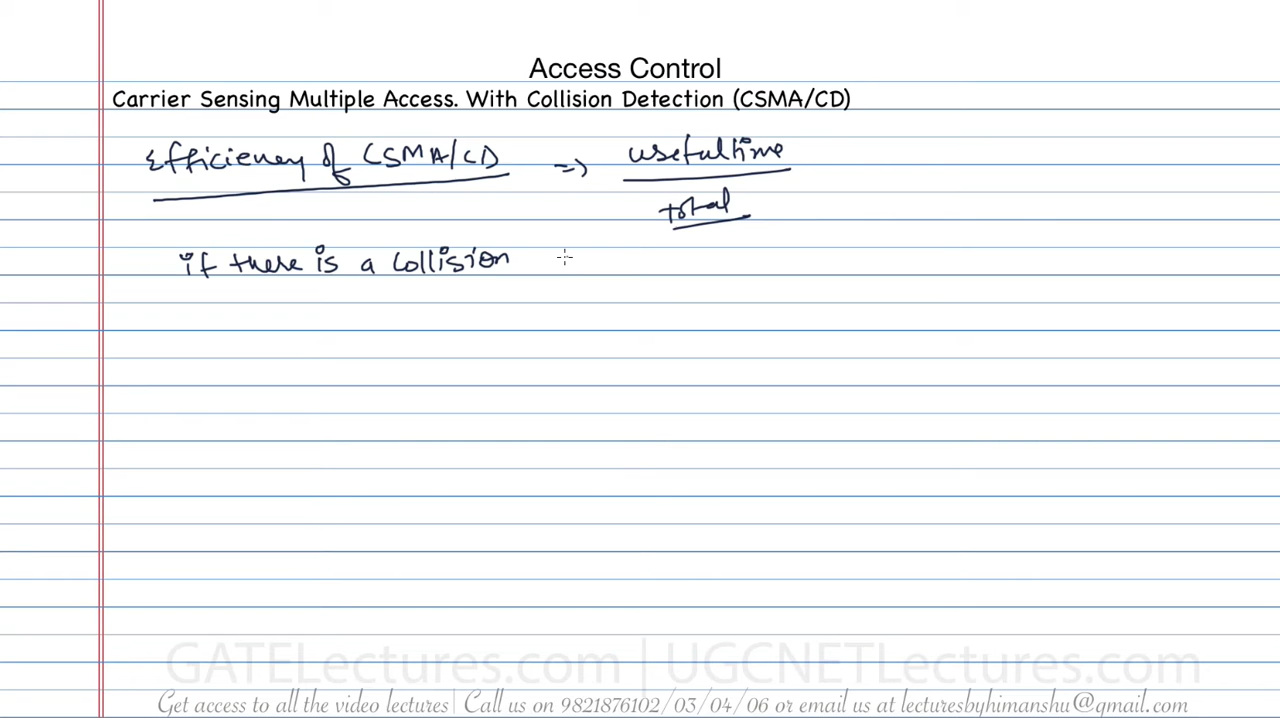 Access Control
Carrier Sensing Multiple Access. With Collision Detection (CSMA/CD)
Efficiency of CSMA/CD => useful time
total
if there is a collision
GATELectures.com | UGCNETLectures.com
Get access to all the video lectures | Call us on 9821876102/03/04/06 or email us at lecturesbyhimanshu@gmail.com